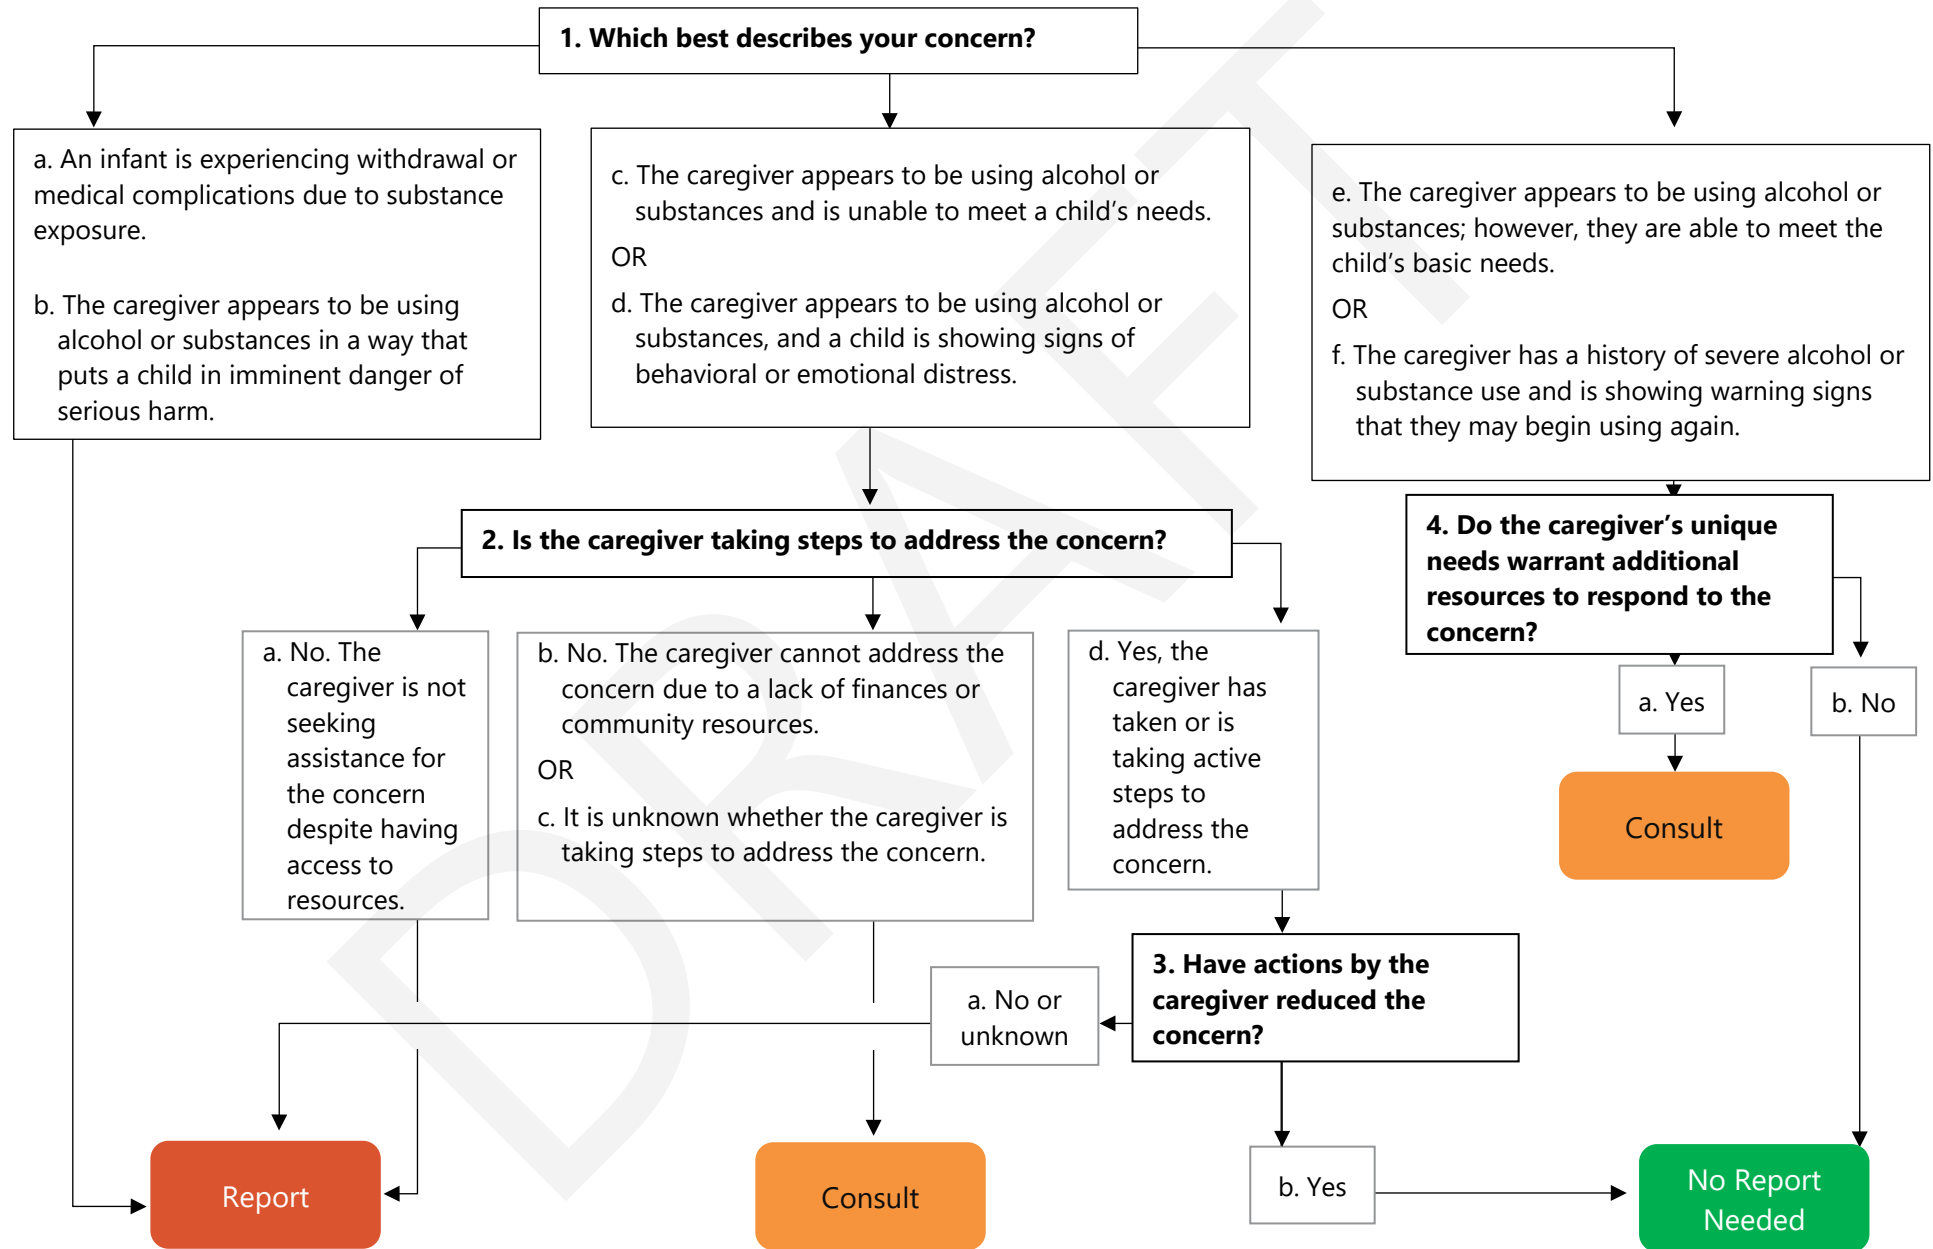 1. Which best describes your concern?
a. An infant is experiencing withdrawal or
medical complications due to substance
exposure.
b. The caregiver appears to be using
alcohol or substances in a way that
puts a child in imminent danger of
serious harm.
c. The caregiver appears to be using alcohol or
substances and is unable to meet a child’s needs.
OR
d. The caregiver appears to be using alcohol or
substances, and a child is showing signs of
behavioral or emotional distress.
e. The caregiver appears to be using alcohol or
substances; however, they are able to meet the
child’s basic needs.
OR
f. The caregiver has a history of severe alcohol or
substance use and is showing warning signs
that they may begin using again.
2. Is the caregiver taking steps to address the concern?
4. Do the caregiver’s unique
needs warrant additional
resources to respond to the
concern?
a. No. The
caregiver is not
seeking
assistance for
the concern
despite having
access to
resources.
b. No. The caregiver cannot address the
concern due to a lack of finances or
community resources.
OR
c. It is unknown whether the caregiver is
taking steps to address the concern.
d. Yes, the
caregiver has
taken or is
taking active
steps to
address the
concern.
a. Yes
b. No
Consult
3. Have actions by the
caregiver reduced the
concern?
a. No or
unknown
b. Yes
Report
Consult
No Report
Needed
DRAFT